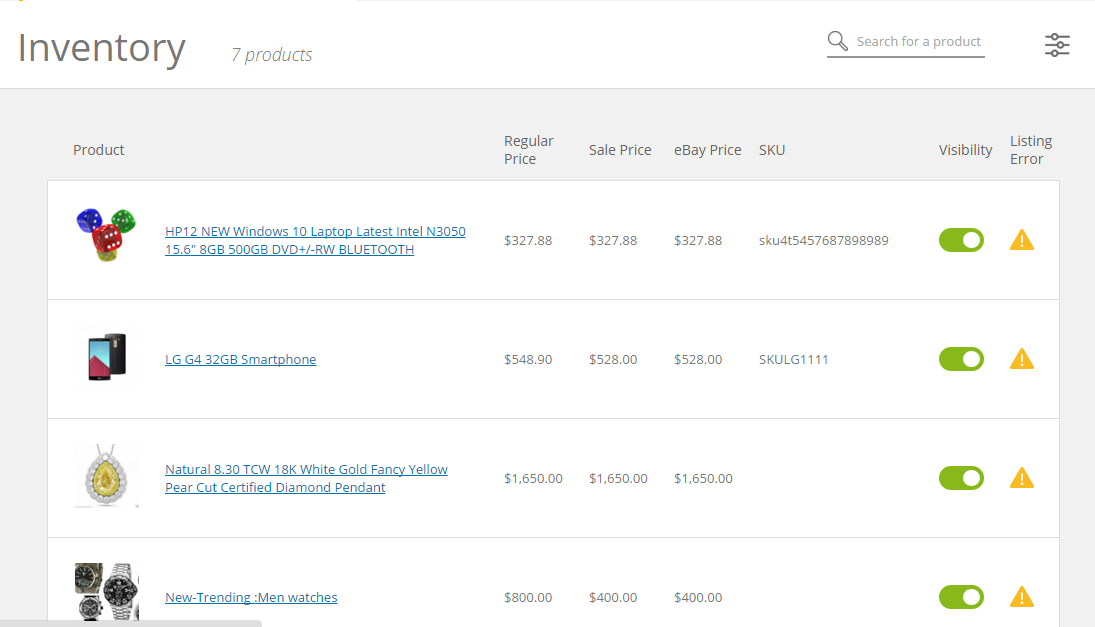 Inventory
7 products
Search for a product
Product
Regular Price
Sale Price
eBay Price
SKU
Visibility
Listing Error
HP12 NEW Windows 10 Laptop Latest Intel N3050
15.6" 8GB 500GB DVD+/-RW BLUETOOTH
$327.88
$327.88
$327.88
sku4t5457687898989
LG G4 32GB Smartphone
$548.90
$528.00
$528.00
SKULG1111
Natural 8.30 TCW 18K White Gold Fancy Yellow
Pear Cut Certified Diamond Pendant
$1,650.00
$1,650.00
$1,650.00
New-Trending :Men watches
$800.00
$400.00
$400.00